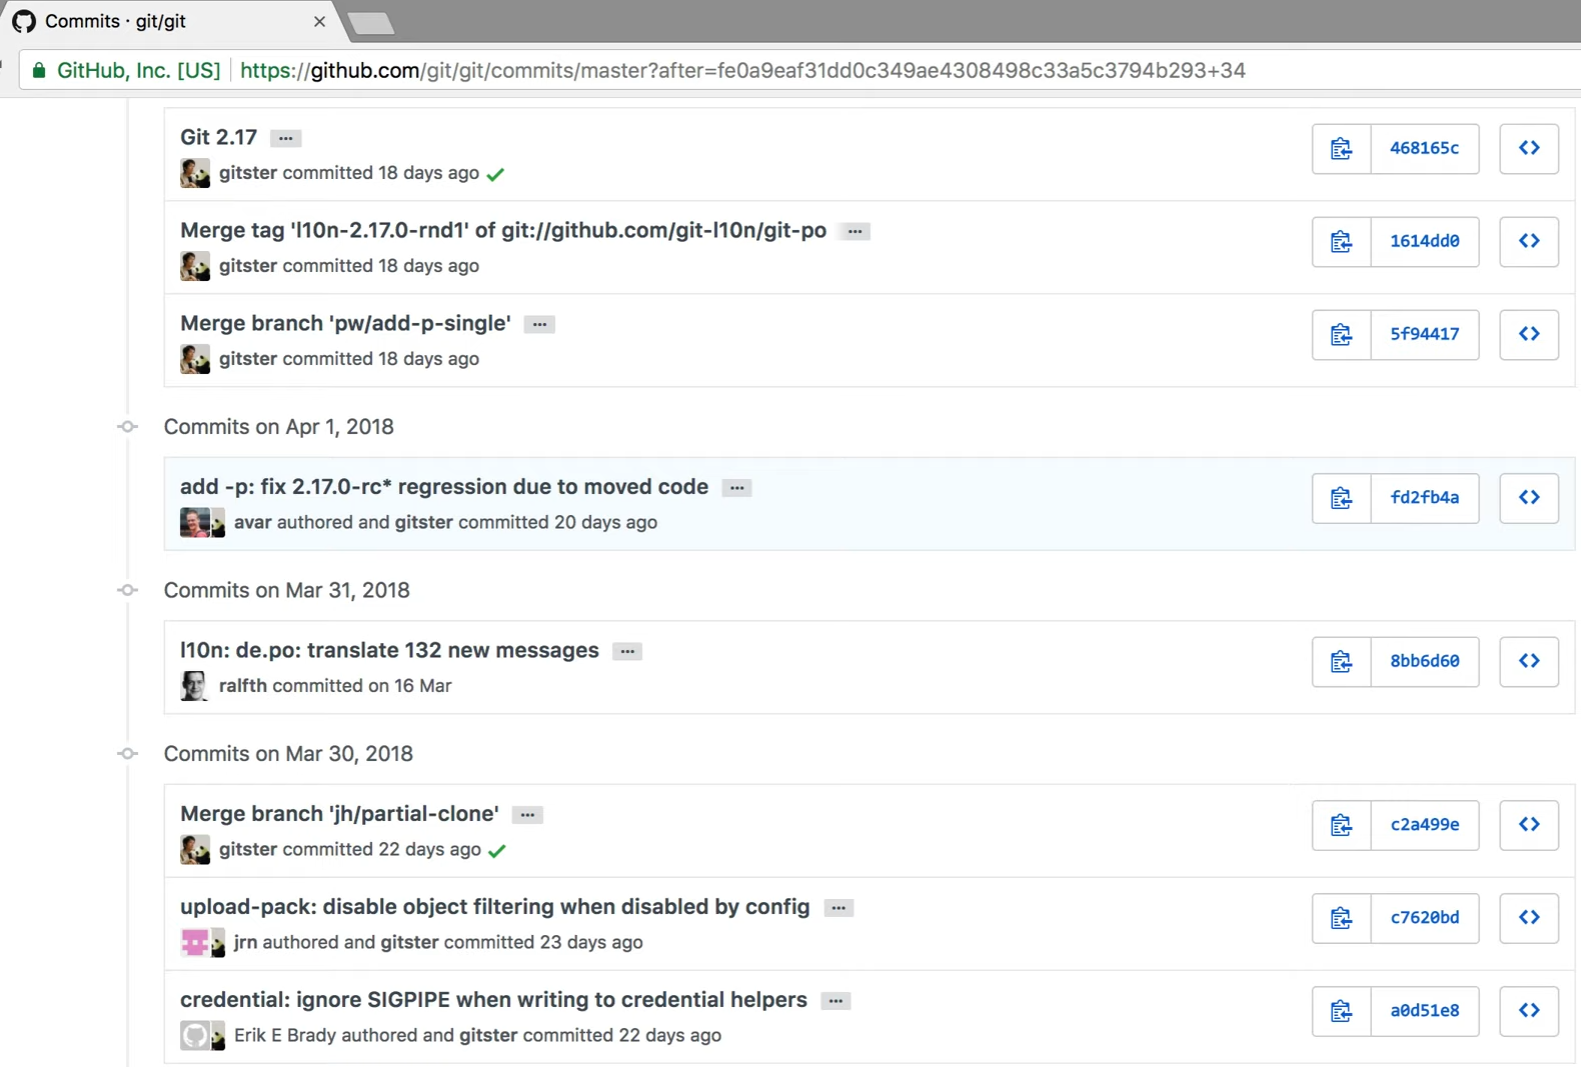 Commits · git/git
GitHub, Inc. [US] https://github.com/git/git/commits/master?after=fe0a9eaf31dd0c349ae4308498c33a5c3794b293+34
Git 2.17 ...
468165c
gitster committed 18 days ago
Merge tag 'l10n-2.17.0-rnd1' of git://github.com/git-l10n/git-po ...
1614dd0
gitster committed 18 days ago
Merge branch 'pw/add-p-single' ...
5f94417
gitster committed 18 days ago
Commits on Apr 1, 2018
add -p: fix 2.17.0-rc* regression due to moved code ...
fd2fb4a
avar authored and gitster committed 20 days ago
Commits on Mar 31, 2018
l10n: de.po: translate 132 new messages ...
8bb6d60
ralfth committed on 16 Mar
Commits on Mar 30, 2018
Merge branch 'jh/partial-clone' ...
c2a499e
gitster committed 22 days ago
upload-pack: disable object filtering when disabled by config ...
c7620bd
jrn authored and gitster committed 23 days ago
credential: ignore SIGPIPE when writing to credential helpers ...
a0d51e8
Erik E Brady authored and gitster committed 22 days ago